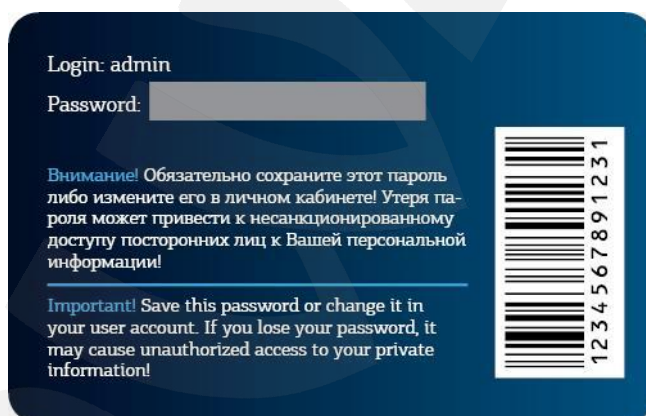 Login: admin
Password:
Внимание! Обязательно сохраните этот пароль
либо измените его в личном кабинете! Утеря па-
роля может привести к несанкционированному
доступу посторонних лиц к Вашей персональной
информации!
Important! Save this password or change it in
your user account. If you lose your password, it
may cause unauthorized access to your private
information!
1234567891231